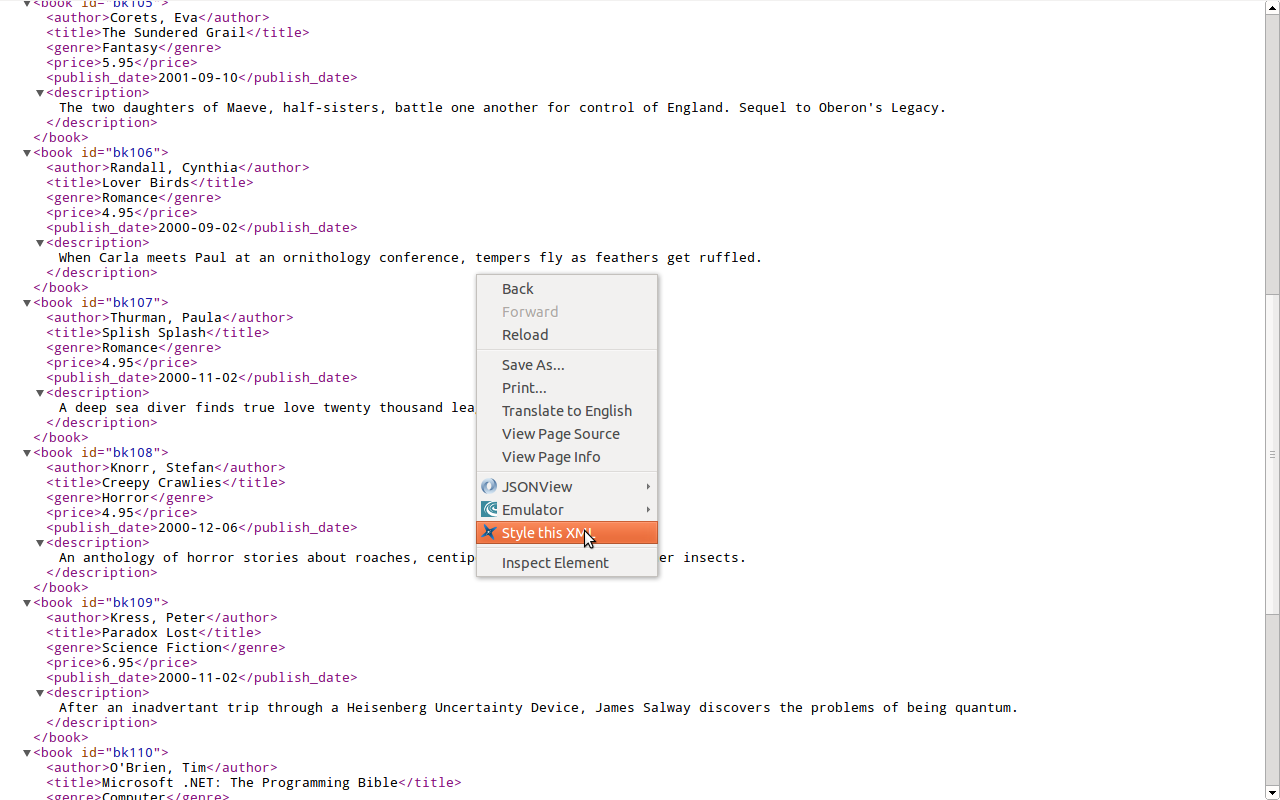 ▼<book id="bk105">
<author>Corets, Eva</author>
<title>The Sundered Grail</title>
<genre>Fantasy</genre>
<price>5.95</price>
<publish_date>2001-09-10</publish_date>
▼<description>
The two daughters of Maeve, half-sisters, battle one another for control of England. Sequel to Oberon's Legacy.
</description>
</book>
▼<book id="bk106">
<author>Randall, Cynthia</author>
<title>Lover Birds</title>
<genre>Romance</genre>
<price>4.95</price>
<publish_date>2000-09-02</publish_date>
▼<description>
When Carla meets Paul at an ornithology conference, tempers fly as feathers get ruffled.
</description>
</book>
▼<book id="bk107">
<author>Thurman, Paula</author>
<title>Splish Splash</title>
<genre>Romance</genre>
<price>4.95</price>
<publish_date>2000-11-02</publish_date>
▼<description>
A deep sea diver finds true love twenty thousand lea
</description>
</book>
▼<book id="bk108">
<author>Knorr, Stefan</author>
<title>Creepy Crawlies</title>
<genre>Horror</genre>
<price>4.95</price>
<publish_date>2000-12-06</publish_date>
▼<description>
An anthology of horror stories about roaches, centip er insects.
</description>
</book>
▼<book id="bk109">
<author>Kress, Peter</author>
<title>Paradox Lost</title>
<genre>Science Fiction</genre>
<price>6.95</price>
<publish_date>2000-11-02</publish_date>
▼<description>
After an inadvertant trip through a Heisenberg Uncertainty Device, James Salway discovers the problems of being quantum.
</description>
</book>
▼<book id="bk110">
<author>O'Brien, Tim</author>
<title>Microsoft .NET: The Programming Bible</title>
<genre>Computer</genre>
Back
Forward
Reload
Save As...
Print...
Translate to English
View Page Source
View Page Info
JSONView
Emulator
Style this XML
Inspect Element